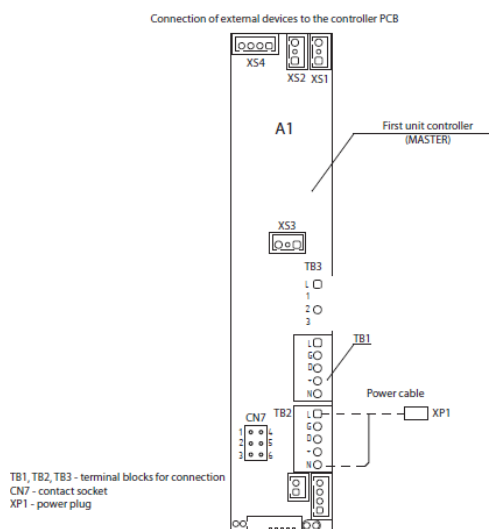 Connection of external devices to the controller PCB
XS4
XS2
XS1
A1
First unit controller
(MASTER)
XS3
TB3
L
1
2
3
TB1
L
G
D
-
N
Power cable
CN7
TB2
L
G
D
-
N
XP1
1 4
2 5
3 6
TB1, TB2, TB3 - terminal blocks for connection
CN7 - contact socket
XP1 - power plug